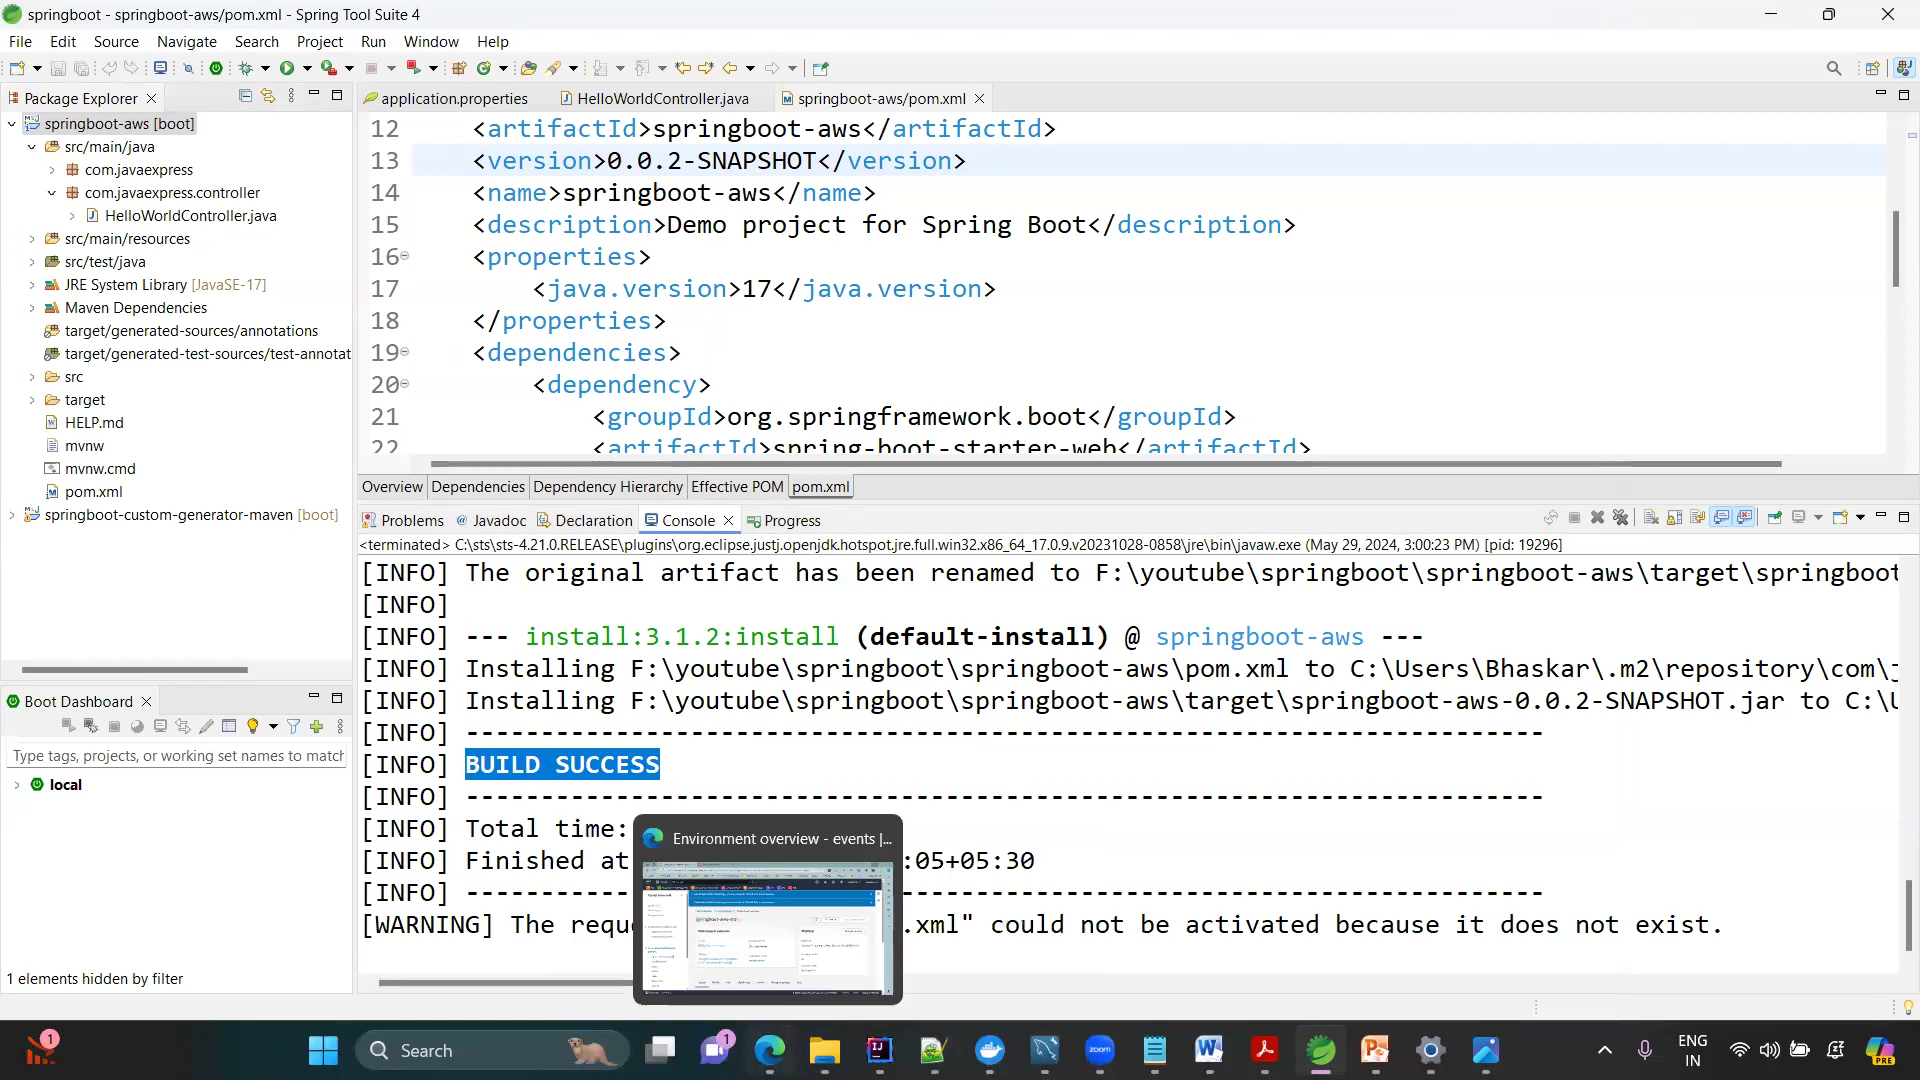 springboot - springboot-aws/pom.xml - Spring Tool Suite 4
File Edit Source Navigate Search Project Run Window Help
Package Explorer
springboot-aws [boot]
src/main/java
com.javaexpress
com.javaexpress.controller
HelloWorldController.java
src/main/resources
src/test/java
JRE System Library [JavaSE-17]
Maven Dependencies
target/generated-sources/annotations
target/generated-test-sources/test-annotat
src
target
HELP.md
mvnw
mvnw.cmd
pom.xml
springboot-custom-generator-maven [boot]
Boot Dashboard
Type tags, projects, or working set names to match
local
1 elements hidden by filter
application.properties HelloWorldController.java springboot-aws/pom.xml
12 <artifactId>springboot-aws</artifactId>
13 <version>0.0.2-SNAPSHOT</version>
14 <name>springboot-aws</name>
15 <description>Demo project for Spring Boot</description>
16 <properties>
17 <java.version>17</java.version>
18 </properties>
19 <dependencies>
20 <dependency>
21 <groupId>org.springframework.boot</groupId>
22 <artifactId>spring-boot-starter-web</artifactId>
Overview Dependencies Dependency Hierarchy Effective POM pom.xml
Problems Javadoc Declaration Console Progress
<terminated> C:\sts\sts-4.21.0.RELEASE\plugins\org.eclipse.justj.openjdk.hotspot.jre.full.win32.x86_64_17.0.9.v20231028-0858\jre\bin\javaw.exe (May 29, 2024, 3:00:23 PM) [pid: 19296]
[INFO] The original artifact has been renamed to F:\youtube\springboot\springboot-aws\target\springboot
[INFO]
[INFO] --- install:3.1.2:install (default-install) @ springboot-aws ---
[INFO] Installing F:\youtube\springboot\springboot-aws\pom.xml to C:\Users\Bhaskar\.m2\repository\com\j
[INFO] Installing F:\youtube\springboot\springboot-aws\target\springboot-aws-0.0.2-SNAPSHOT.jar to C:\U
[INFO] ------------------------------------------------------------------------
[INFO] BUILD SUCCESS
[INFO] ------------------------------------------------------------------------
[INFO] Total time:
[INFO] Finished at :05+05:30
[INFO] ------------------------------------------------------------------------
[WARNING] The reque .xml" could not be activated because it does not exist.
Environment overview - events |...
1
Search
1
zoom
ENG
IN
PRE